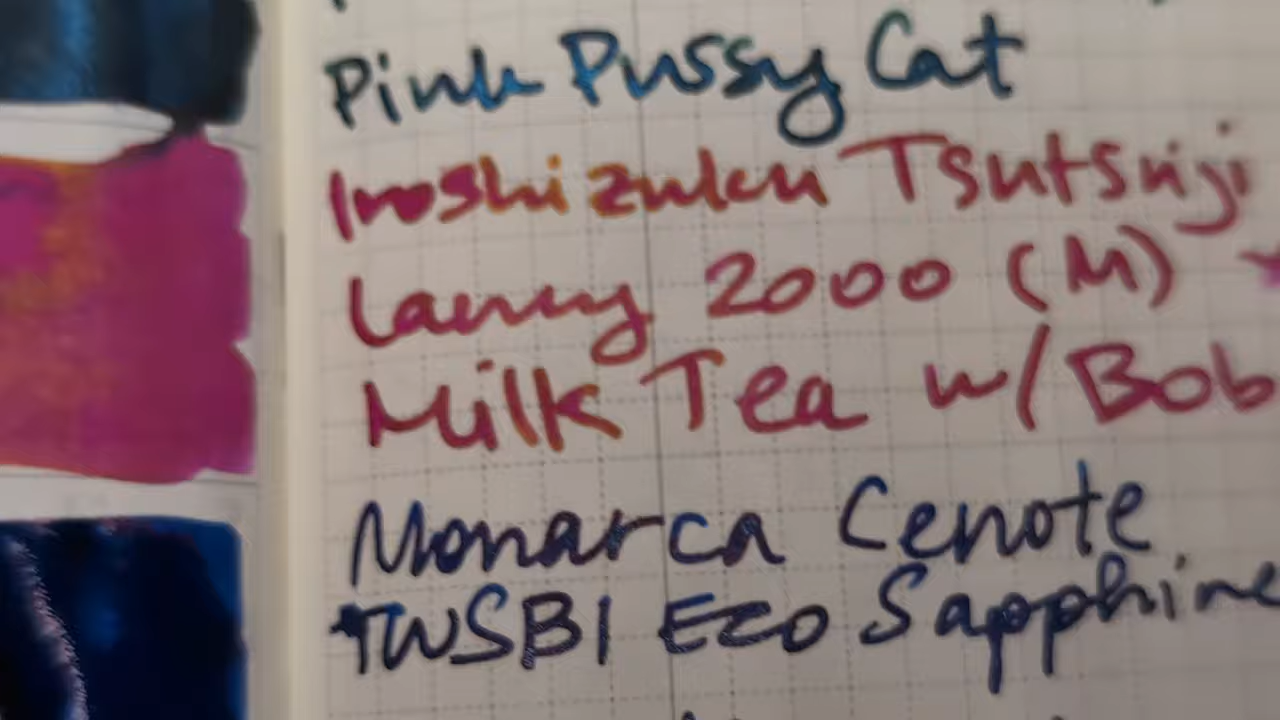 Pink Pussy Cat
Iroshizuku Tsutsuji
Lamy 2000 (M)
Milk Tea w/ Bob
Monarca Cenote
TWSBI Eco Sapphire